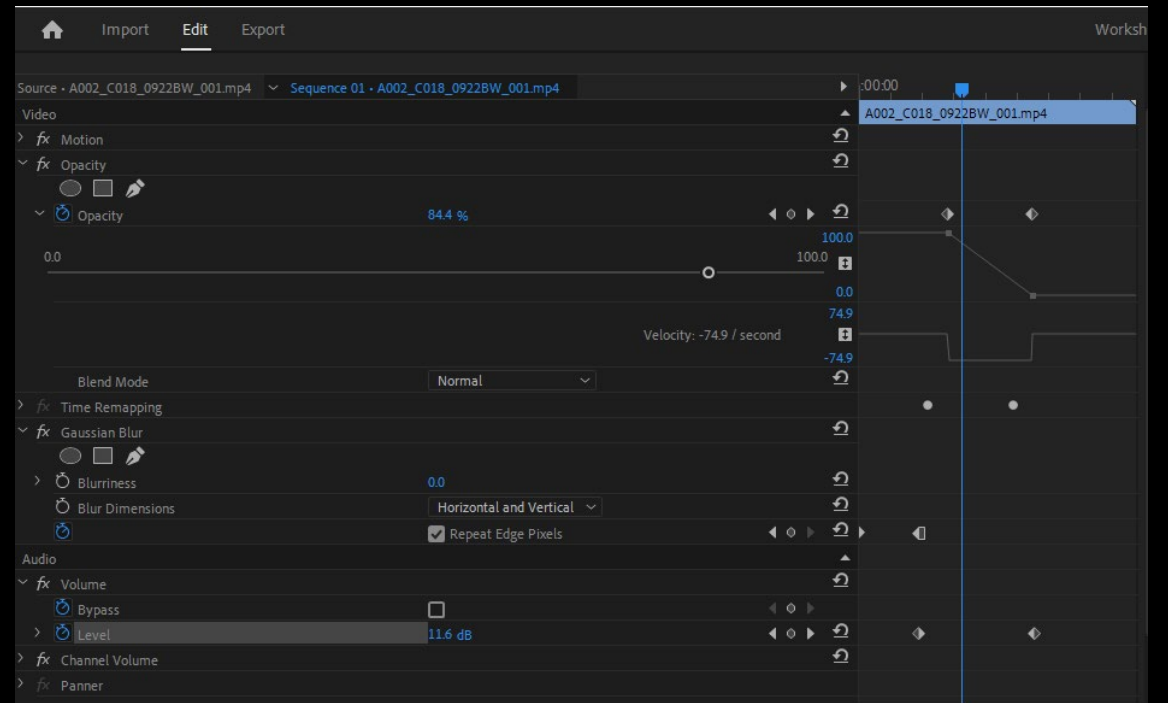 Import Edit Export Worksh
Source • A002_C018_0922BW_001.mp4 Sequence 01 • A002_C018_0922BW_001.mp4 :00:00
Video A002_C018_0922BW_001.mp4
fx Motion
fx Opacity
Opacity 84.4 %
100.0
0.0 100.0
0.0
74.9
Velocity: -74.9 / second
-74.9
Blend Mode Normal
fx Time Remapping
fx Gaussian Blur
Blurriness 0.0
Blur Dimensions Horizontal and Vertical
Repeat Edge Pixels
Audio
fx Volume
Bypass
Level 11.6 dB
fx Channel Volume
fx Panner